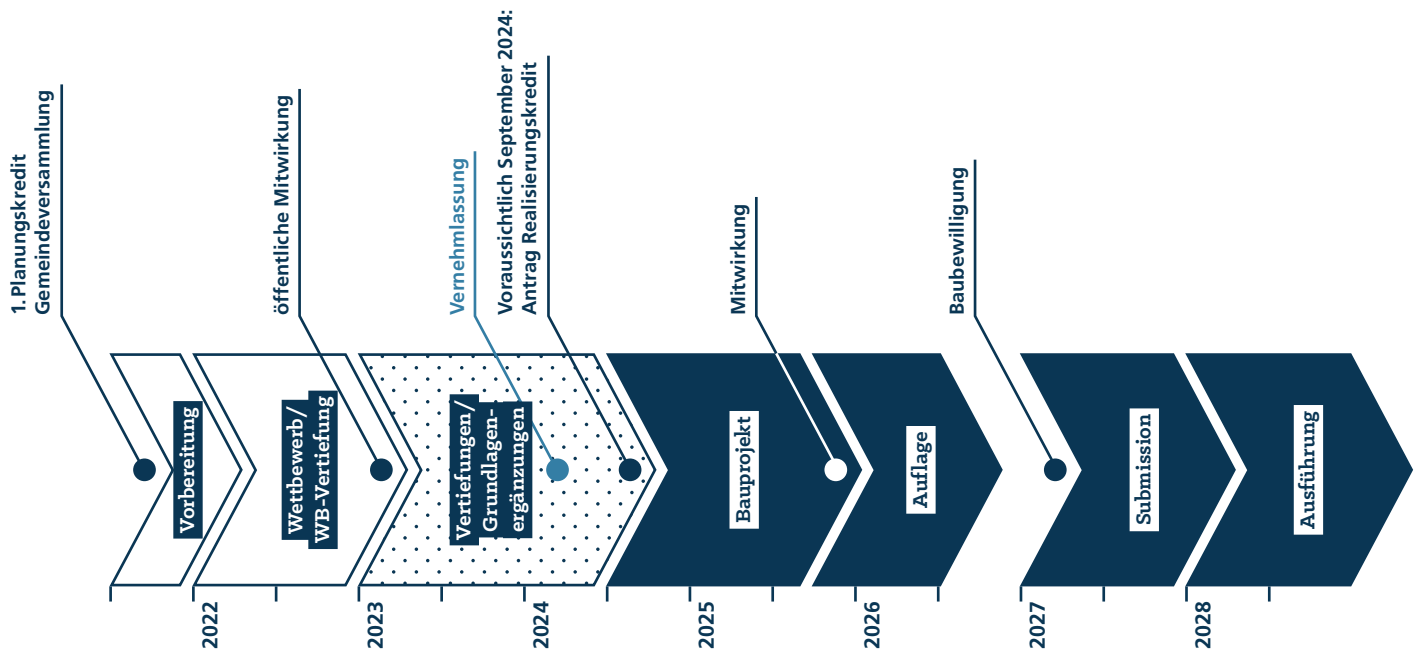 1. Planungskredit
Gemeindeversammlung
öffentliche Mitwirkung
Vernehmlassung
Voraussichtlich September 2024:
Antrag Realisierungskredit
Mitwirkung
Baubewilligung
Vorbereitung
Wettbewerb/
WB-Vertiefung
Vertiefungen/
Grundlagen-
ergänzungen
Bauprojekt
Auflage
Submission
Ausführung
2022
2023
2024
2025
2026
2027
2028